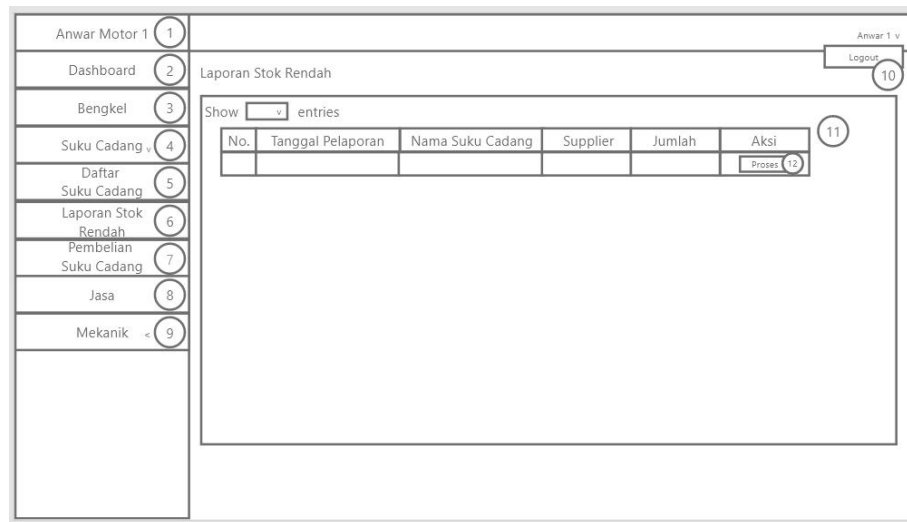 Anwar Motor 1 1
Anwar 1 v
Dashboard 2
Logout
10
Laporan Stok Rendah
Bengkel 3
Show v entries
11
Suku Cadang v 4
No. Tanggal Pelaporan Nama Suku Cadang Supplier Jumlah Aksi
Proses 12
Daftar
Suku Cadang 5
Laporan Stok
Rendah 6
Pembelian
Suku Cadang 7
Jasa 8
Mekanik < 9